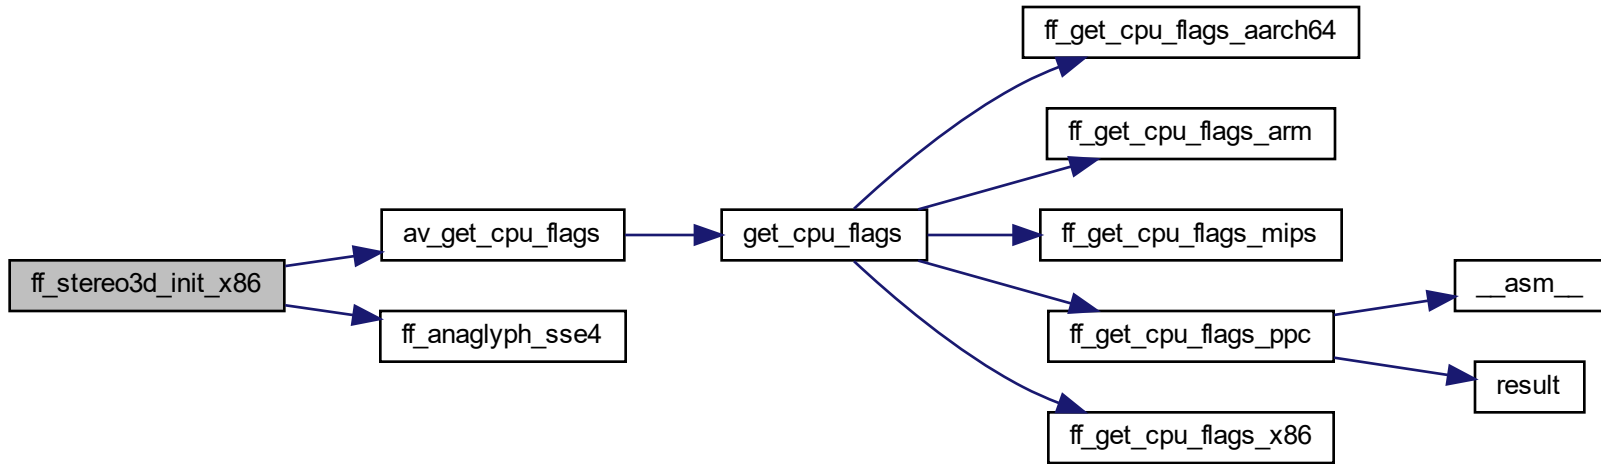 ff_stereo3d_init_x86
av_get_cpu_flags
ff_anaglyph_sse4
get_cpu_flags
ff_get_cpu_flags_aarch64
ff_get_cpu_flags_arm
ff_get_cpu_flags_mips
ff_get_cpu_flags_ppc
ff_get_cpu_flags_x86
__asm__
result